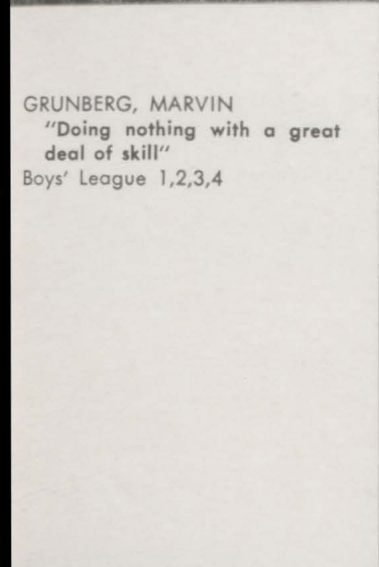 GRUNBERG, MARVIN
"Doing nothing with a great
deal of skill"
Boys' League 1,2,3,4